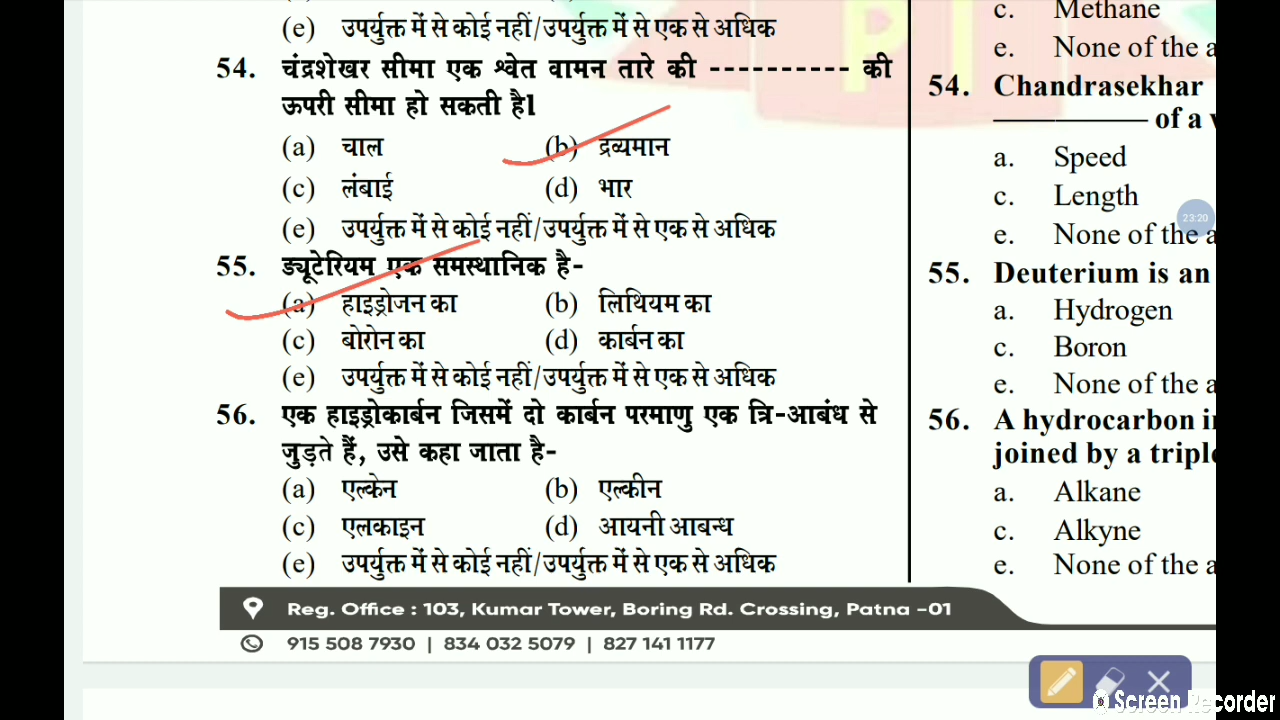 (e) उपर्युक्त में से कोई नहीं/उपर्युक्त में से एक से अधिक
54. चंद्रशेखर सीमा एक श्वेत वामन तारे की ---------- की
ऊपरी सीमा हो सकती है।
(a) चाल (b) द्रव्यमान
(c) लंबाई (d) भार
(e) उपर्युक्त में से कोई नहीं/उपर्युक्त में से एक से अधिक
55. ड्यूटेरियम एक समस्थानिक है-
(a) हाइड्रोजन का (b) लिथियम का
(c) बोरोन का (d) कार्बन का
(e) उपर्युक्त में से कोई नहीं/उपर्युक्त में से एक से अधिक
56. एक हाइड्रोकार्बन जिसमें दो कार्बन परमाणु एक त्रि-आबंध से
जुड़ते हैं, उसे कहा जाता है-
(a) एल्केन (b) एल्कीन
(c) एलकाइन (d) आयनी आबन्ध
(e) उपर्युक्त में से कोई नहीं/उपर्युक्त में से एक से अधिक
c. Methane
e. None of the a
54. Chandrasekhar
__________ of a
a. Speed
c. Length
23:20
e. None of the a
55. Deuterium is an
a. Hydrogen
c. Boron
e. None of the a
56. A hydrocarbon in
joined by a triple
a. Alkane
c. Alkyne
e. None of the a
Reg. Office : 103, Kumar Tower, Boring Rd. Crossing, Patna -01
915 508 7930 | 834 032 5079 | 827 141 1177
Screen Recorder